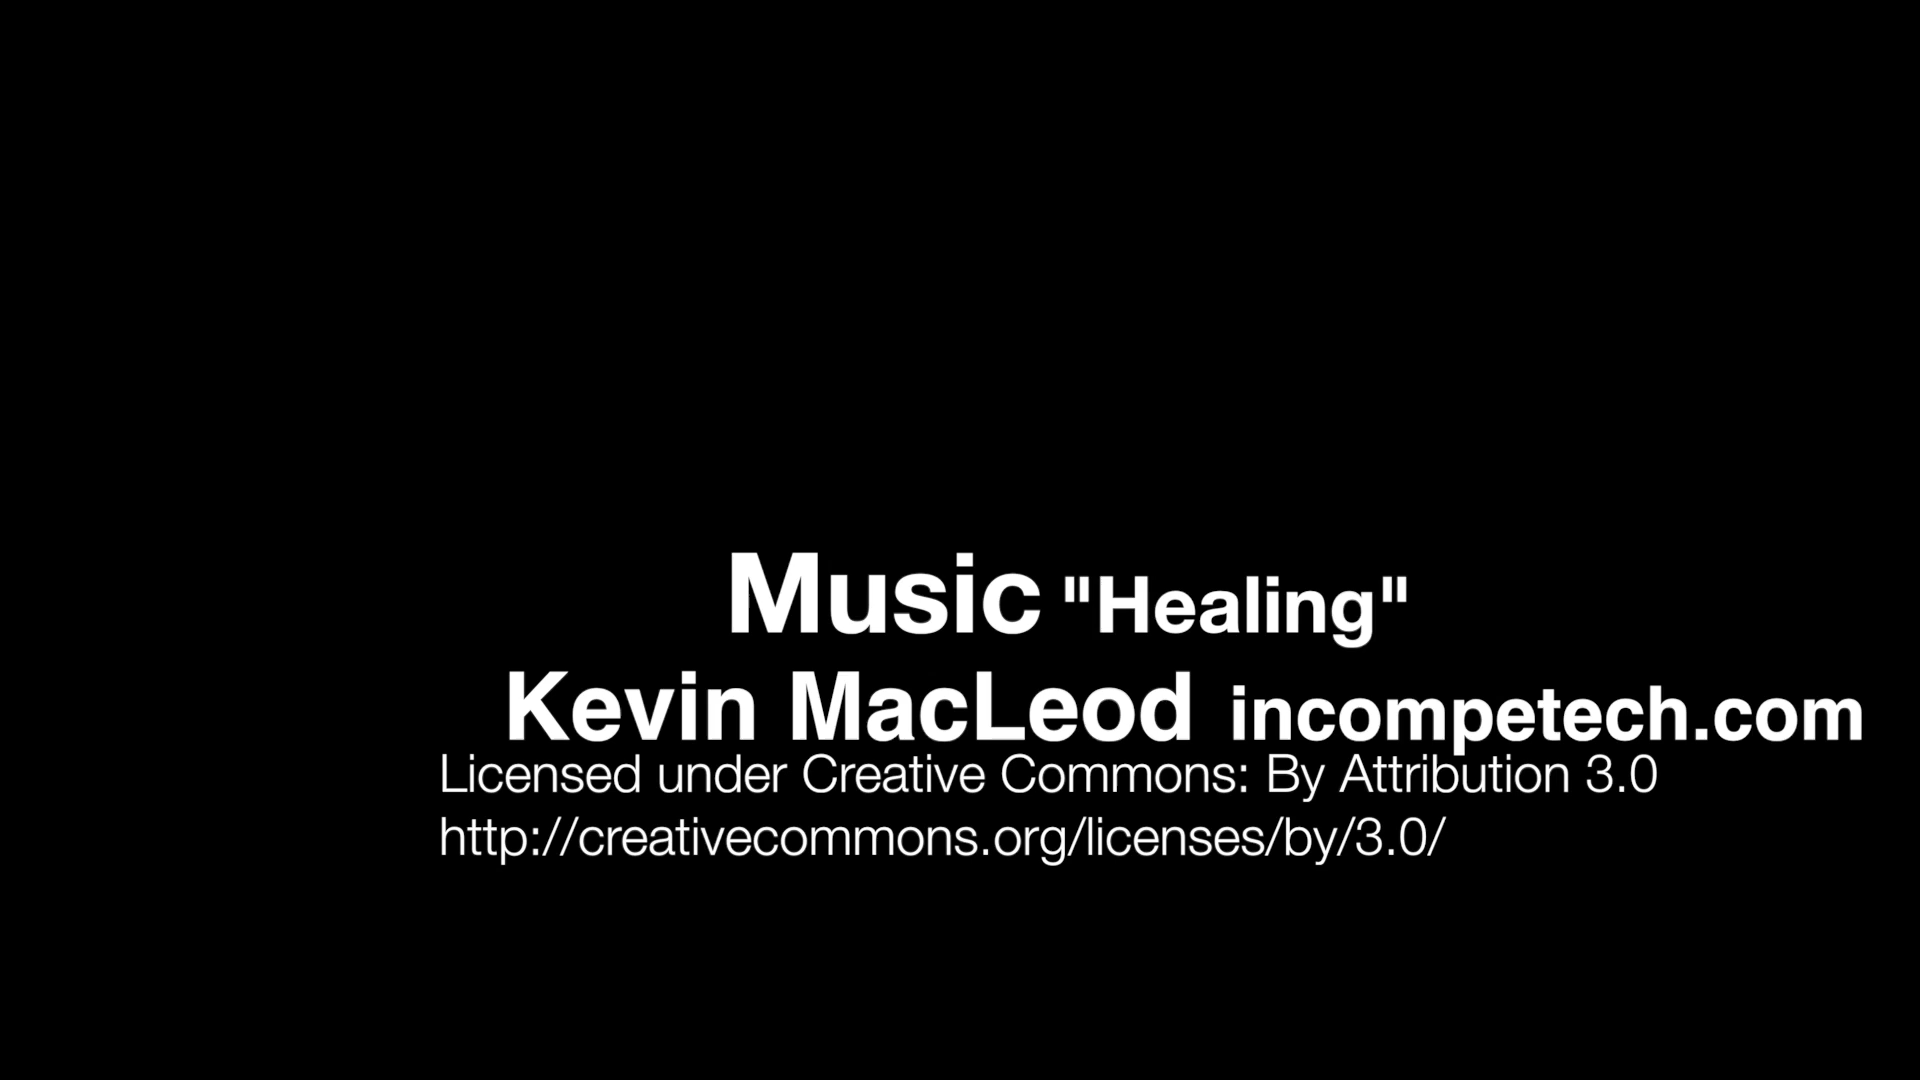 Music "Healing"
Kevin MacLeod incompetech.com
Licensed under Creative Commons: By Attribution 3.0
http://creativecommons.org/licenses/by/3.0/